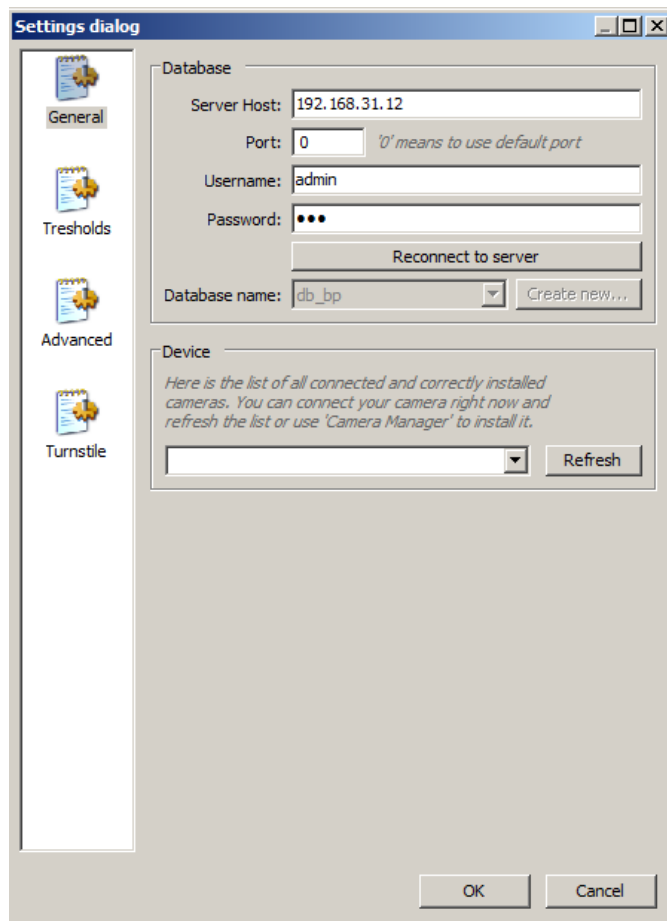 Settings dialog
General
Tresholds
Advanced
Turnstile
Database
Server Host: 192.168.31.12
Port: 0 '0' means to use default port
Username: admin
Password: •••
Reconnect to server
Database name: db_bp Create new...
Device
Here is the list of all connected and correctly installed
cameras. You can connect your camera right now and
refresh the list or use 'Camera Manager' to install it.
Refresh
OK Cancel